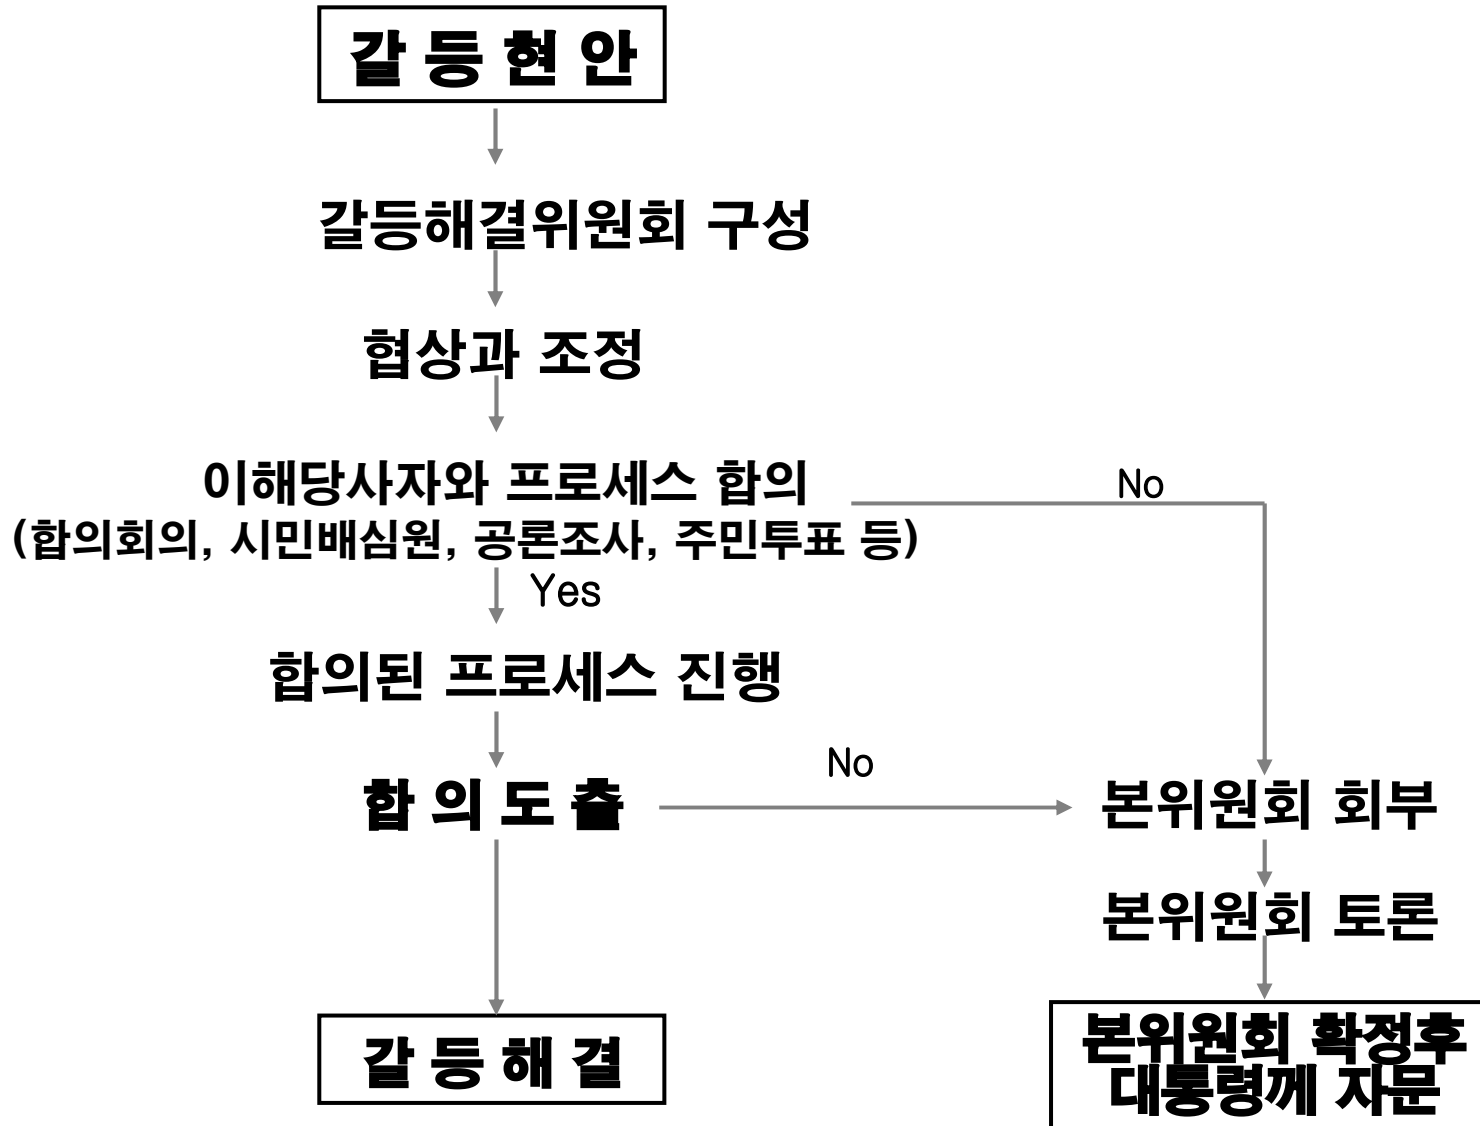 갈 등 현 안
갈등해결위원회 구성
협상과 조정
이해당사자와 프로세스 합의
(합의회의, 시민배심원, 공론조사, 주민투표 등)
No
Yes
합의된 프로세스 진행
No
합 의 도 출
본위원회 회부
본위원회 토론
갈 등 해 결
본위원회 확정후
대통령께 자문